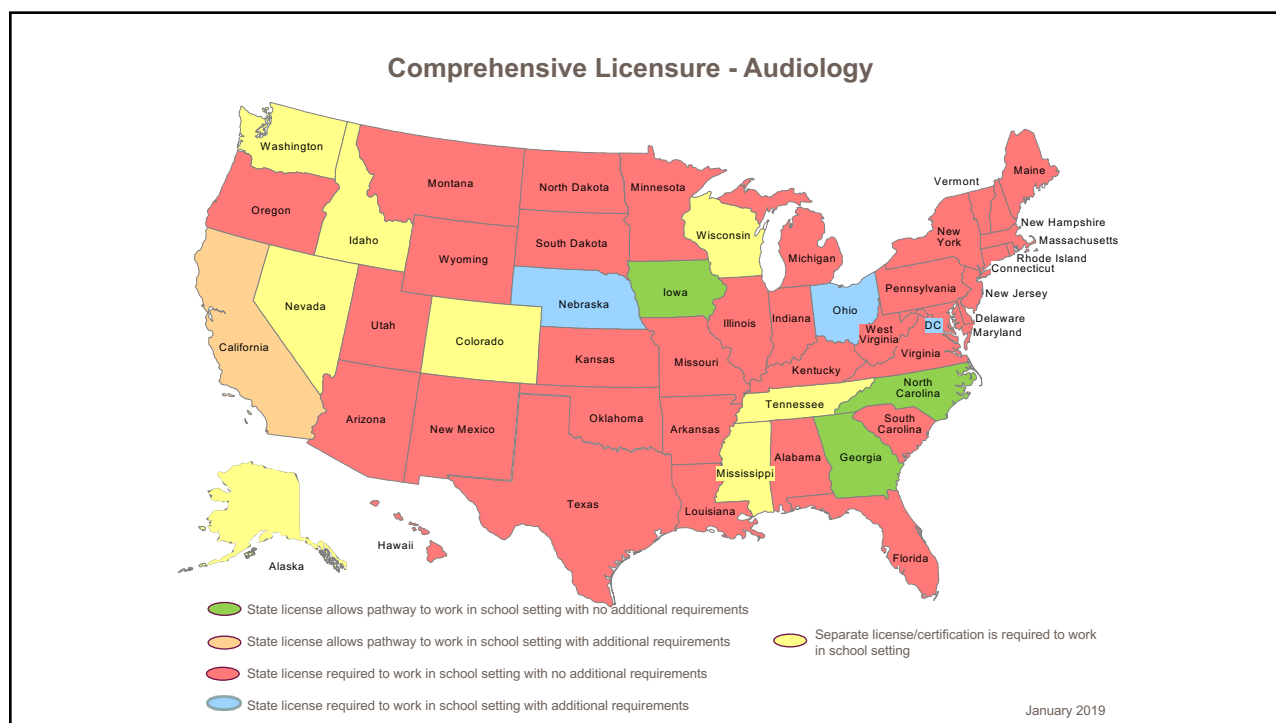 Comprehensive Licensure - Audiology
Washington
Oregon
California
Idaho
Nevada
Montana
Wyoming
Utah
Arizona
Colorado
New Mexico
North Dakota
South Dakota
Nebraska
Kansas
Oklahoma
Texas
Minnesota
Iowa
Missouri
Arkansas
Louisiana
Wisconsin
Illinois
Michigan
Indiana
Ohio
Kentucky
Tennessee
Mississippi
Alabama
Georgia
Florida
South
Carolina
North
Carolina
Virginia
West
Virginia
DC
Pennsylvania
New
York
Vermont
Maine
New Hampshire
Massachusetts
Rhode Island
Connecticut
New Jersey
Delaware
Maryland
Alaska
Hawaii
State license allows pathway to work in school setting with no additional requirements
State license allows pathway to work in school setting with additional requirements
State license required to work in school setting with no additional requirements
State license required to work in school setting with additional requirements
Separate license/certification is required to work
in school setting
January 2019